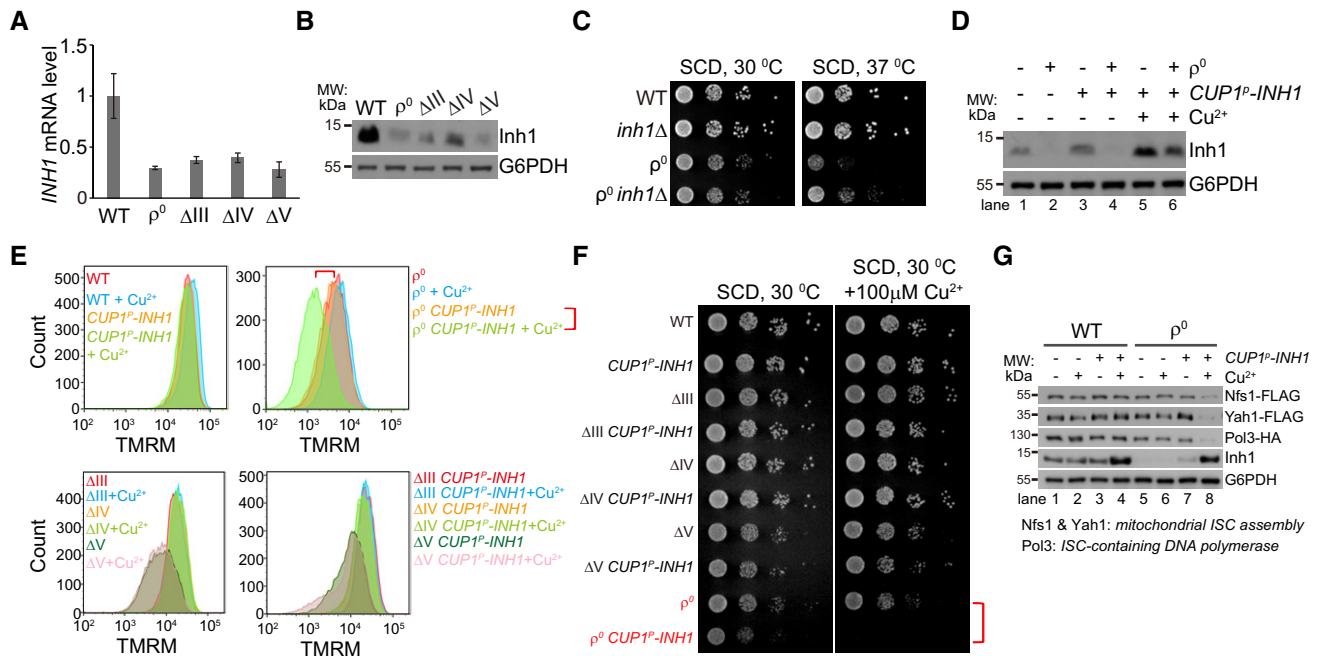 A
INH1 mRNA level
1.5
1
0.5
0
WT ρ⁰ ΔIII ΔIV ΔV
B
MW: kDa
WT ρ⁰ ΔIII ΔIV ΔV
15
Inh1
55
G6PDH
C
SCD, 30 ⁰C SCD, 37 ⁰C
WT
inh1Δ
ρ⁰
ρ⁰ inh1Δ
D
- + - + - + ρ⁰
- - + + + + CUP1ᴾ-INH1
- - - - + + Cu²⁺
MW: kDa
15
Inh1
55
G6PDH
lane 1 2 3 4 5 6
E
Count
500
400
300
200
100
0
WT
WT + Cu²⁺
CUP1ᴾ-INH1
CUP1ᴾ-INH1
+ Cu²⁺
10² 10³ 10⁴ 10⁵
TMRM
300
200
100
0
ρ⁰
ρ⁰ + Cu²⁺
ρ⁰ CUP1ᴾ-INH1
ρ⁰ CUP1ᴾ-INH1 + Cu²⁺
10² 10³ 10⁴ 10⁵
TMRM
Count
400
300
200
100
0
ΔIII
ΔIII+Cu²⁺
ΔIV
ΔIV+Cu²⁺
ΔV
ΔV+Cu²⁺
10² 10³ 10⁴ 10⁵
TMRM
500
400
300
200
100
0
ΔIII CUP1ᴾ-INH1
ΔIII CUP1ᴾ-INH1+Cu²⁺
ΔIV CUP1ᴾ-INH1
ΔIV CUP1ᴾ-INH1+Cu²⁺
ΔV CUP1ᴾ-INH1
ΔV CUP1ᴾ-INH1+Cu²⁺
10² 10³ 10⁴ 10⁵
TMRM
F
SCD, 30 ⁰C
SCD, 30 ⁰C
+100μM Cu²⁺
WT
CUP1ᴾ-INH1
ΔIII
ΔIII CUP1ᴾ-INH1
ΔIV
ΔIV CUP1ᴾ-INH1
ΔV
ΔV CUP1ᴾ-INH1
ρ⁰
ρ⁰ CUP1ᴾ-INH1
G
WT ρ⁰
MW: kDa
- - + + - - + + CUP1ᵖ-INH1
- + - + - + - + Cu²⁺
55
Nfs1-FLAG
35
Yah1-FLAG
130
Pol3-HA
15
Inh1
55
G6PDH
lane 1 2 3 4 5 6 7 8
Nfs1 & Yah1: mitochondrial ISC assembly
Pol3: ISC-containing DNA polymerase